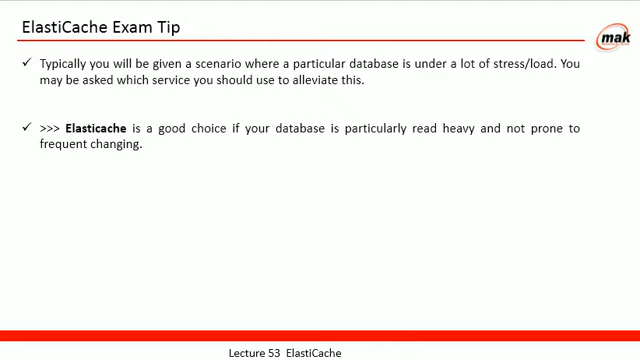 ElastiCache Exam Tip
mak
✓ Typically you will be given a scenario where a particular database is under a lot of stress/load. You
may be asked which service you should use to alleviate this.
✓ >>> Elasticache is a good choice if your database is particularly read heavy and not prone to
frequent changing.
Lecture 53 ElastiCache